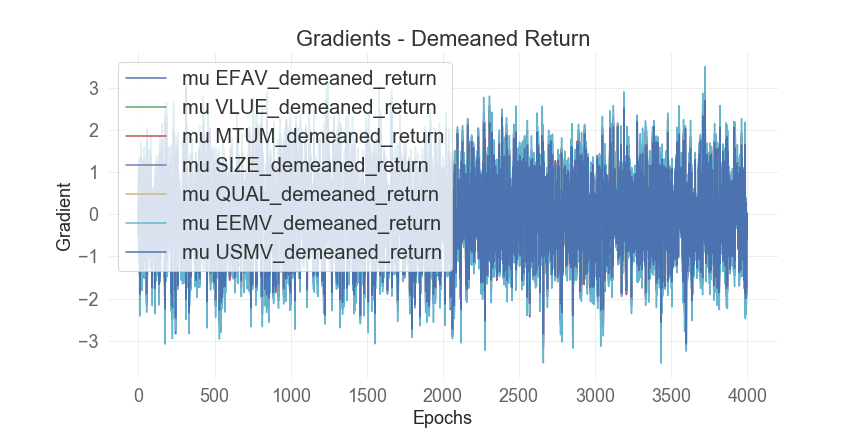 Gradients - Demeaned Return
mu EFAV_demeaned_return
mu VLUE_demeaned_return
mu MTUM_demeaned_return
mu SIZE_demeaned_return
mu QUAL_demeaned_return
mu EEMV_demeaned_return
mu USMV_demeaned_return
3
2
1
0
−1
−2
−3
Gradient
0 500 1000 1500 2000 2500 3000 3500 4000
Epochs